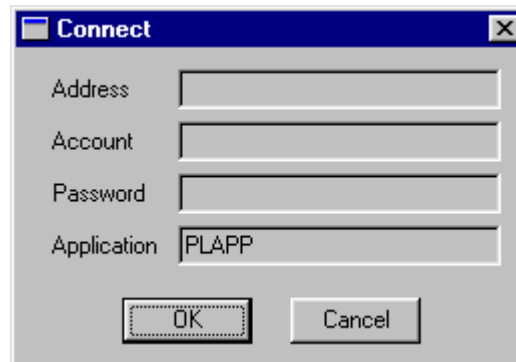 Connect
Address
Account
Password
Application PLAPP
OK Cancel